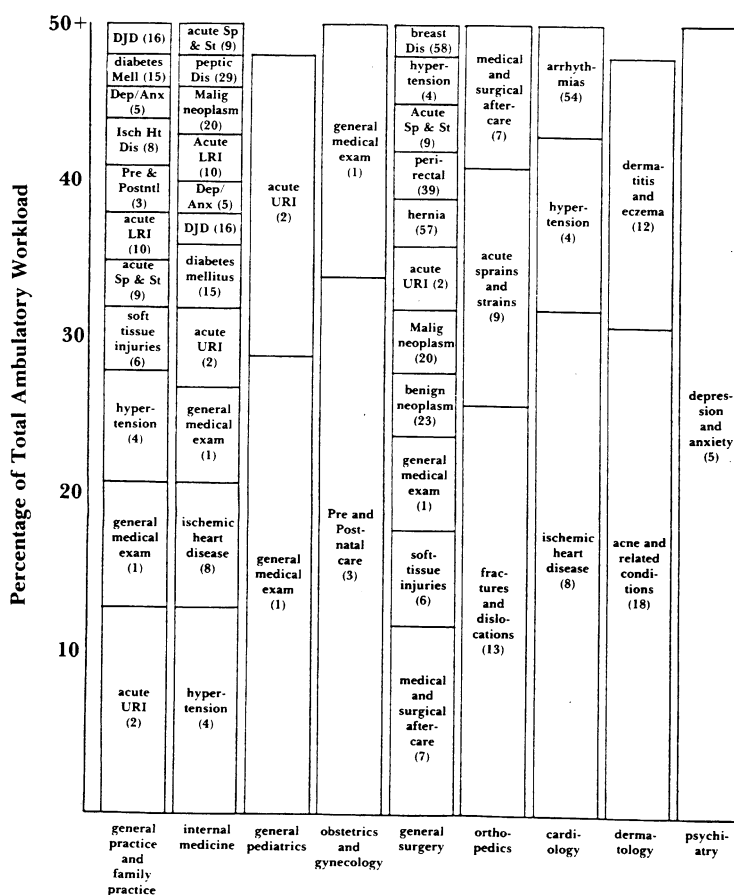 Percentage of Total Ambulatory Workload
50+
40
30
20
10
DJD (16)
diabetes
Mell (15)
Dep/Anx
(5)
Isch Ht
Dis (8)
Pre &
Postntl
(3)
acute
LRI
(10)
acute
Sp & St
(9)
soft
tissue
injuries
(6)
hyper-
tension
(4)
general
medical
exam
(1)
acute
URI
(2)
general
practice
and
family
practice
acute Sp
& St (9)
peptic
Dis (29)
Malig
neoplasm
(20)
Acute
LRI
(10)
Dep/
Anx (5)
DJD (16)
diabetes
mellitus
(15)
acute
URI
(2)
general
medical
exam
(1)
ischemic
heart
disease
(8)
hyper-
tension
(4)
internal
medicine
acute
URI
(2)
general
medical
exam
(1)
general
pediatrics
general
medical
exam
(1)
Pre and
Post-
natal
care
(3)
obstetrics
and
gynecology
breast
Dis (58)
hyper-
tension
(4)
Acute
Sp & St
(9)
peri-
rectal
(39)
hernia
(57)
acute
URI (2)
Malig
neoplasm
(20)
benign
neoplasm
(23)
general
medical
exam
(1)
soft-
tissue
injuries
(6)
medical
and
surgical
after-
care
(7)
general
surgery
medical
and
surgical
after-
care
(7)
acute
sprains
and
strains
(9)
frac-
tures
and
dislo-
cations
(13)
ortho-
pedics
arrhyth-
mias
(54)
hyper-
tension
(4)
ischemic
heart
disease
(8)
cardi-
ology
derma-
titis
and
eczema
(12)
acne and
related
condi-
tions
(18)
derma-
tology
depres-
sion
and
anxiety
(5)
psychi-
atry